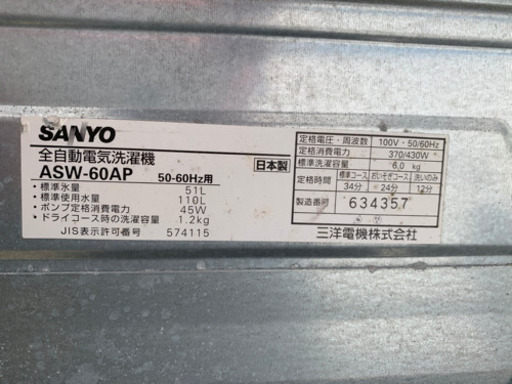 SANYO
全自動電気洗濯機
ASW-60AP 50-60Hz用
日本製
・標準水量 51L
・標準使用水量 110L
・ポンプ定格消費電力 45W
・ドライコース時の洗濯容量 1.2kg
JIS表示許可番号 574115
定格電圧・周波数 100V・50/60Hz
定格消費電力 370/430W
標準洗濯容量 6.0 kg
定格時間 標準コース おいそぎコース 洗いのみ
34分 24分 12分
製造番号 634357
三洋電機株式会社